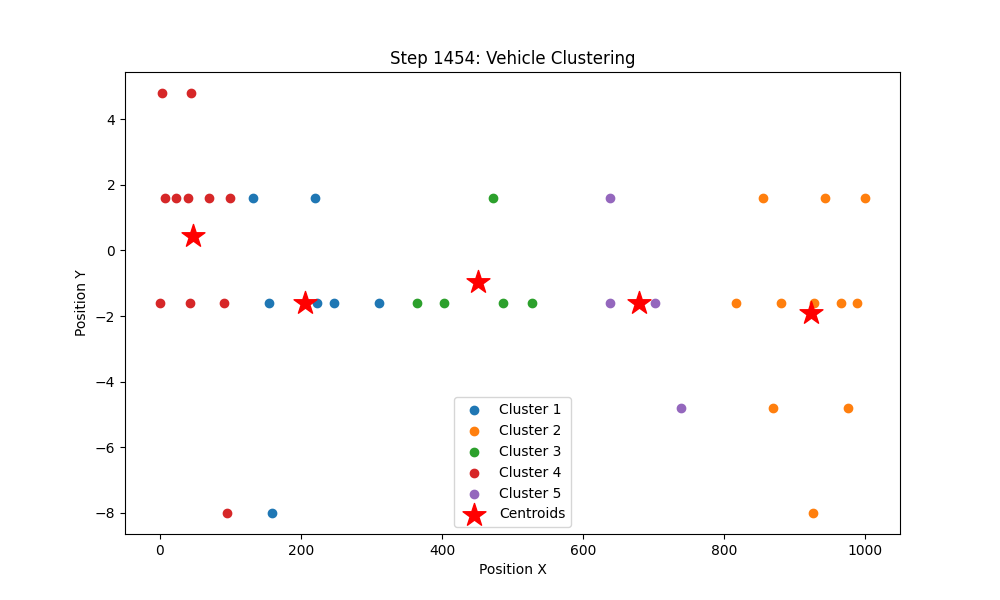 Step 1454: Vehicle Clustering
Position Y
4
2
0
−2
−4
−6
−8
Cluster 1
Cluster 2
Cluster 3
Cluster 4
Cluster 5
Centroids
0 200 400 600 800 1000
Position X